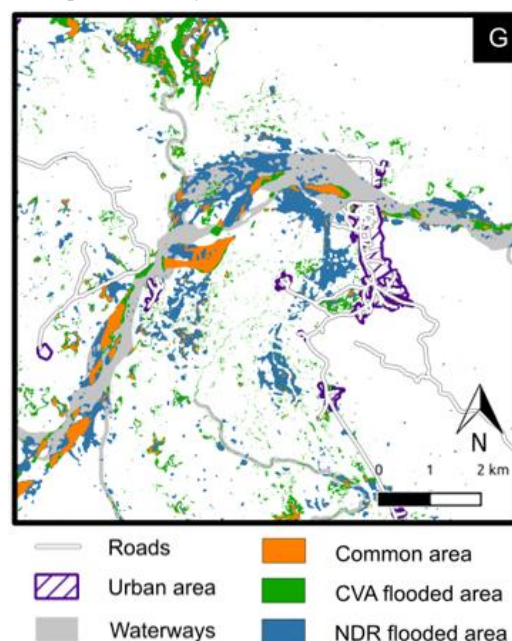 G
N
0 1 2 km
Roads
Common area
Urban area
CVA flooded area
Waterways
NDR flooded area